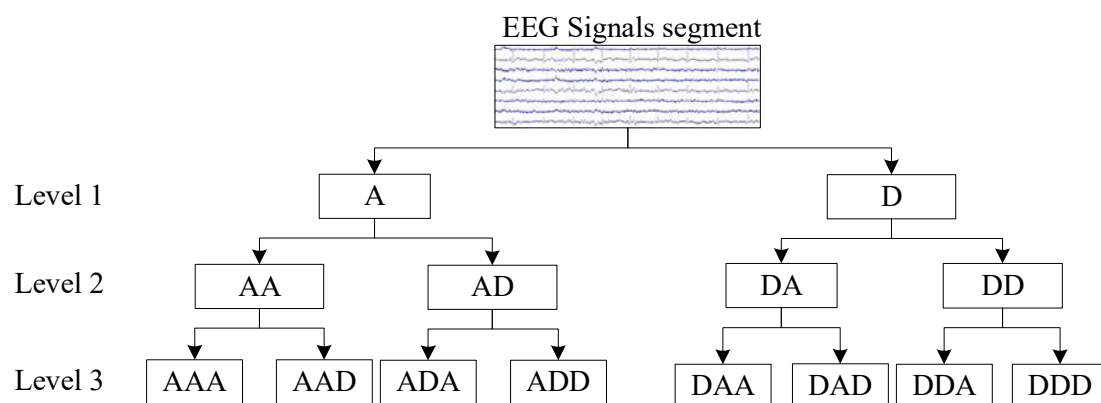 EEG Signals segment
Level 1 A D
Level 2 AA AD DA DD
Level 3 AAA AAD ADA ADD DAA DAD DDA DDD